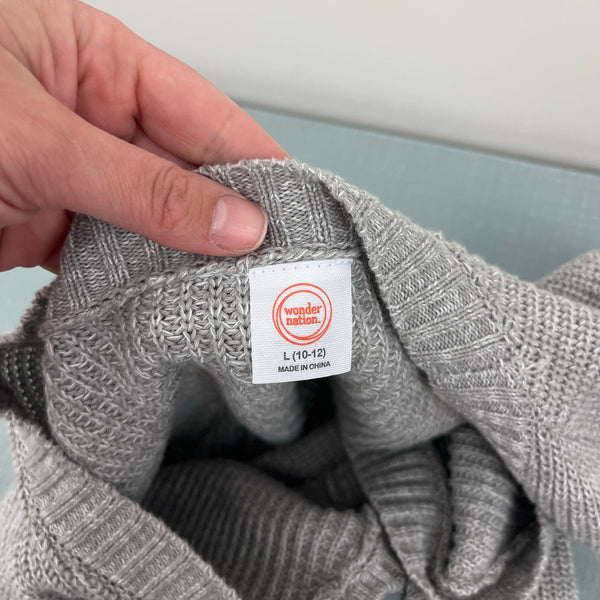 wonder
nation.
L (10-12)
MADE IN CHINA